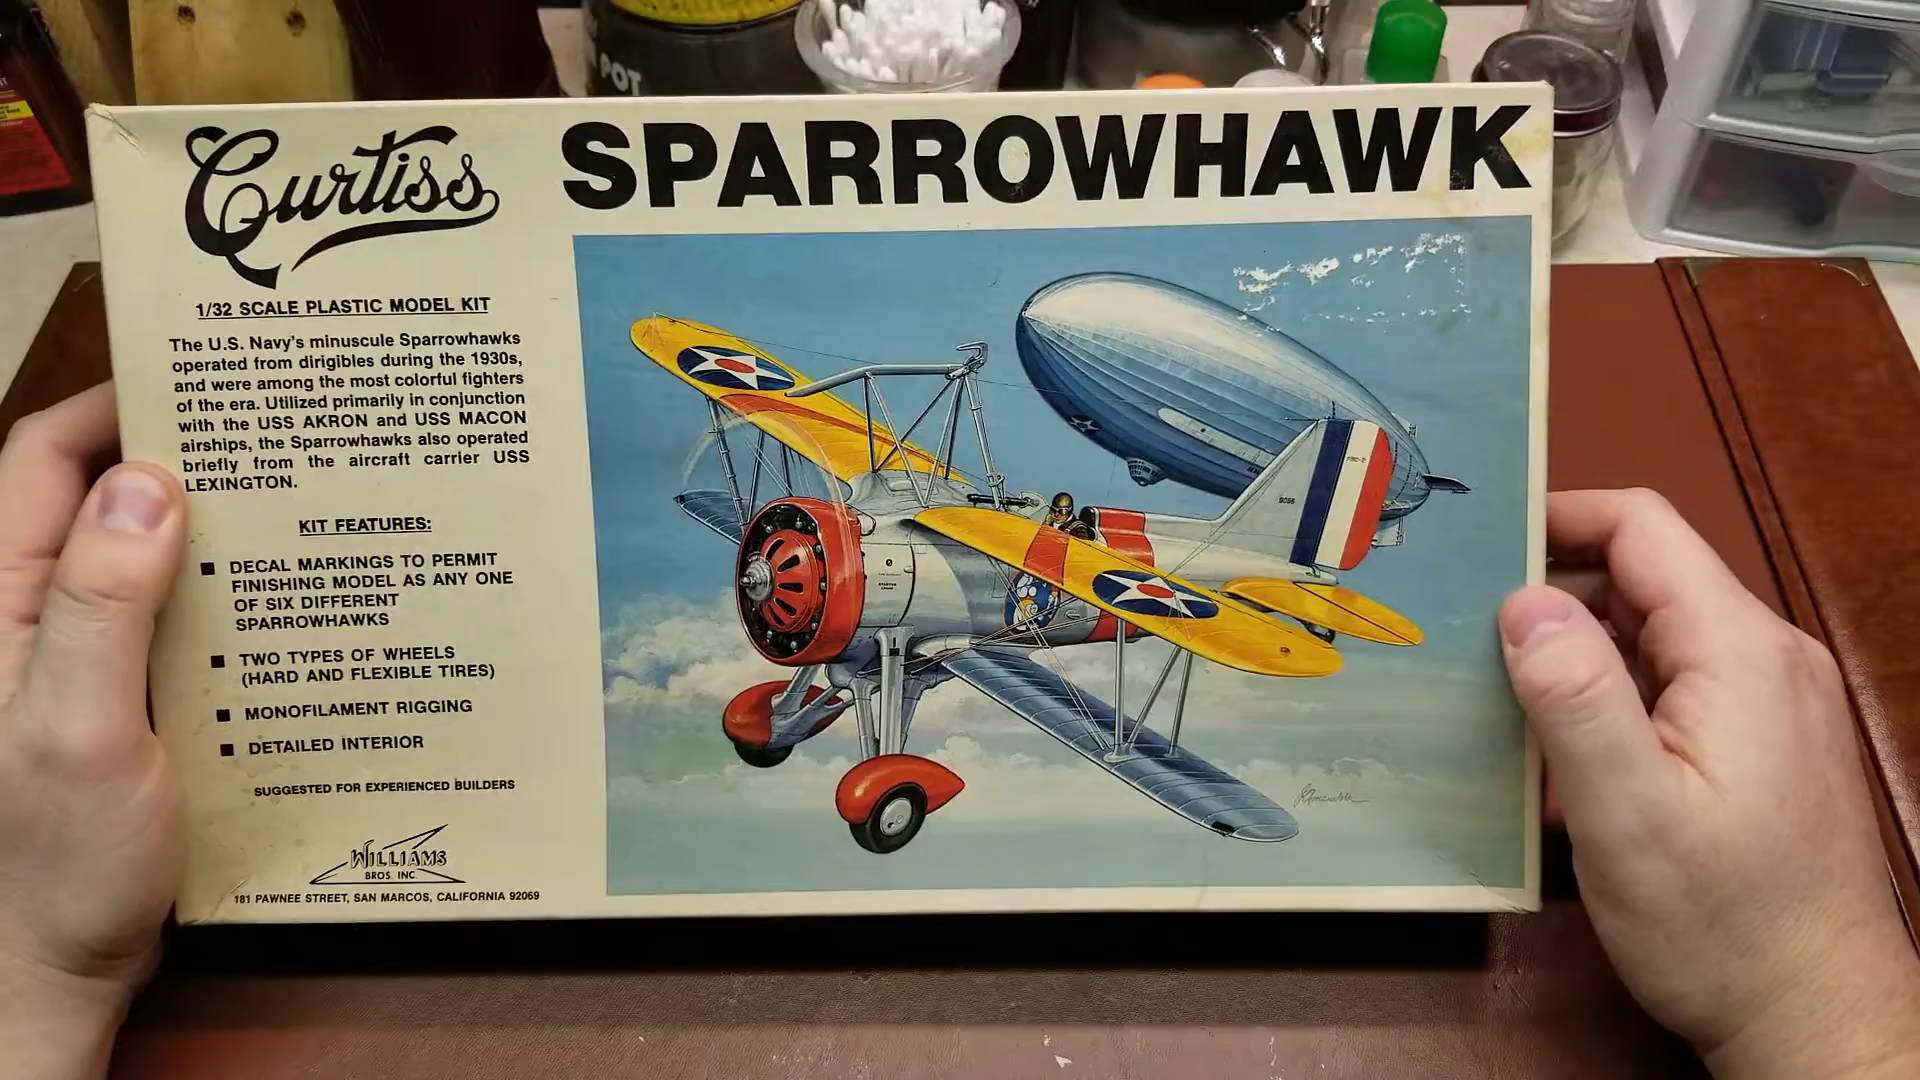 POT
Curtiss
SPARROWHAWK
1/32 SCALE PLASTIC MODEL KIT
The U.S. Navy's minuscule Sparrowhawks
operated from dirigibles during the 1930s,
and were among the most colorful fighters
of the era. Utilized primarily in conjunction
with the USS AKRON and USS MACON
airships, the Sparrowhawks also operated
briefly from the aircraft carrier USS
LEXINGTON.
KIT FEATURES:
■ DECAL MARKINGS TO PERMIT
FINISHING MODEL AS ANY ONE
OF SIX DIFFERENT
SPARROWHAWKS
■ TWO TYPES OF WHEELS
(HARD AND FLEXIBLE TIRES)
■ MONOFILAMENT RIGGING
■ DETAILED INTERIOR
SUGGESTED FOR EXPERIENCED BUILDERS
WILLIAMS
BROS. INC.
181 PAWNEE STREET, SAN MARCOS, CALIFORNIA 92069
F9C-2
9056